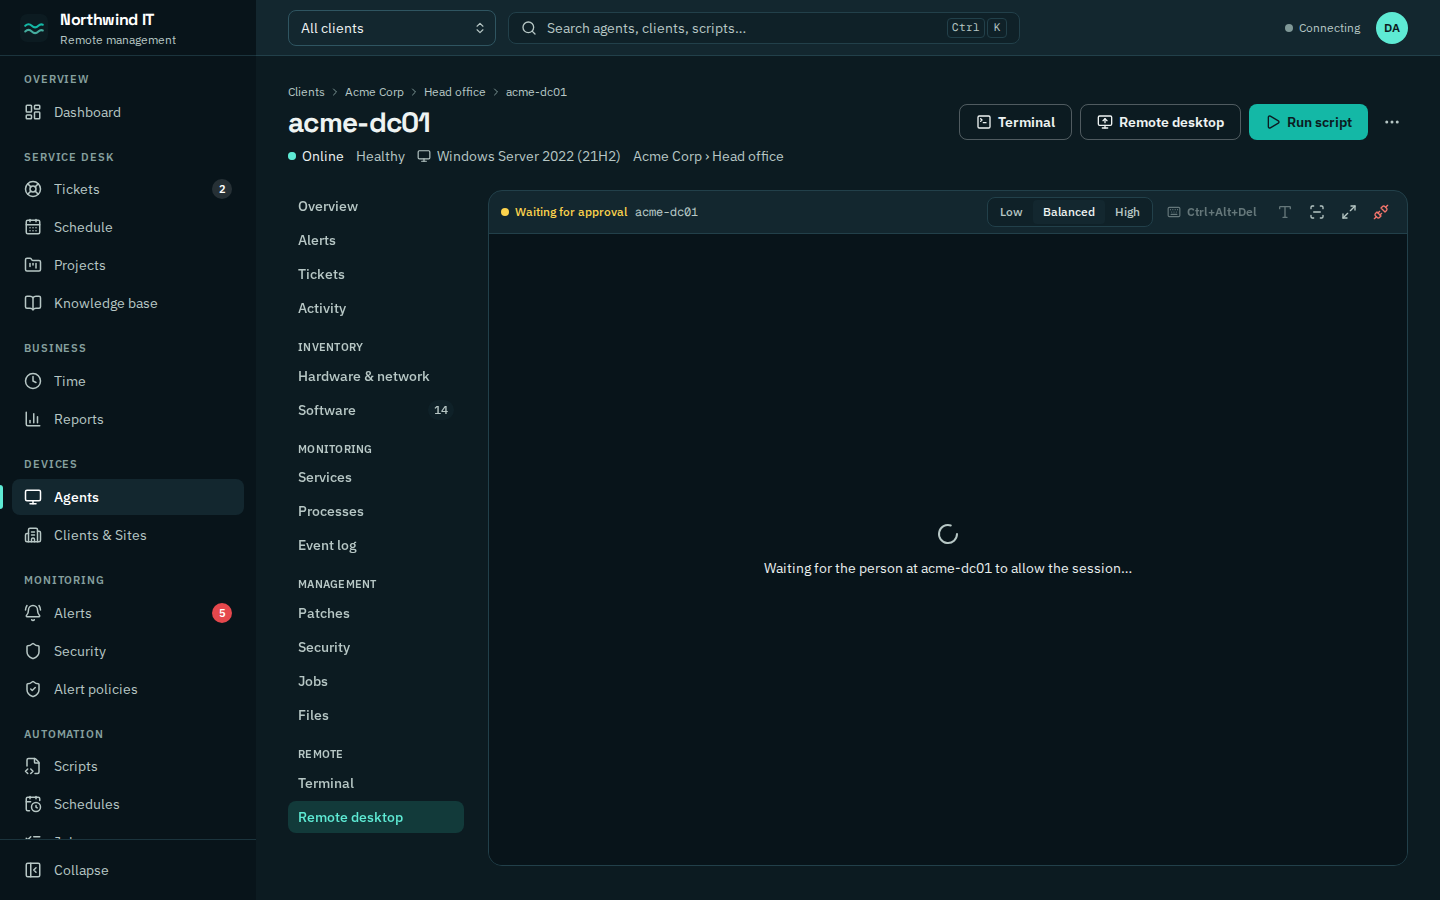 Northwind IT
Remote management
All clients
Search agents, clients, scripts...
Ctrl K
Connecting
DA
OVERVIEW
Dashboard
SERVICE DESK
Tickets 2
Schedule
Projects
Knowledge base
BUSINESS
Time
Reports
DEVICES
Agents
Clients & Sites
MONITORING
Alerts 5
Security
Alert policies
AUTOMATION
Scripts
Schedules
Collapse
Clients > Acme Corp > Head office > acme-dc01
acme-dc01
Terminal
Remote desktop
Run script
Online Healthy Windows Server 2022 (21H2) Acme Corp › Head office
Overview
Alerts
Tickets
Activity
INVENTORY
Hardware & network
Software 14
MONITORING
Services
Processes
Event log
MANAGEMENT
Patches
Security
Jobs
Files
REMOTE
Terminal
Remote desktop
Waiting for approval acme-dc01
Low Balanced High
Ctrl+Alt+Del
Waiting for the person at acme-dc01 to allow the session...